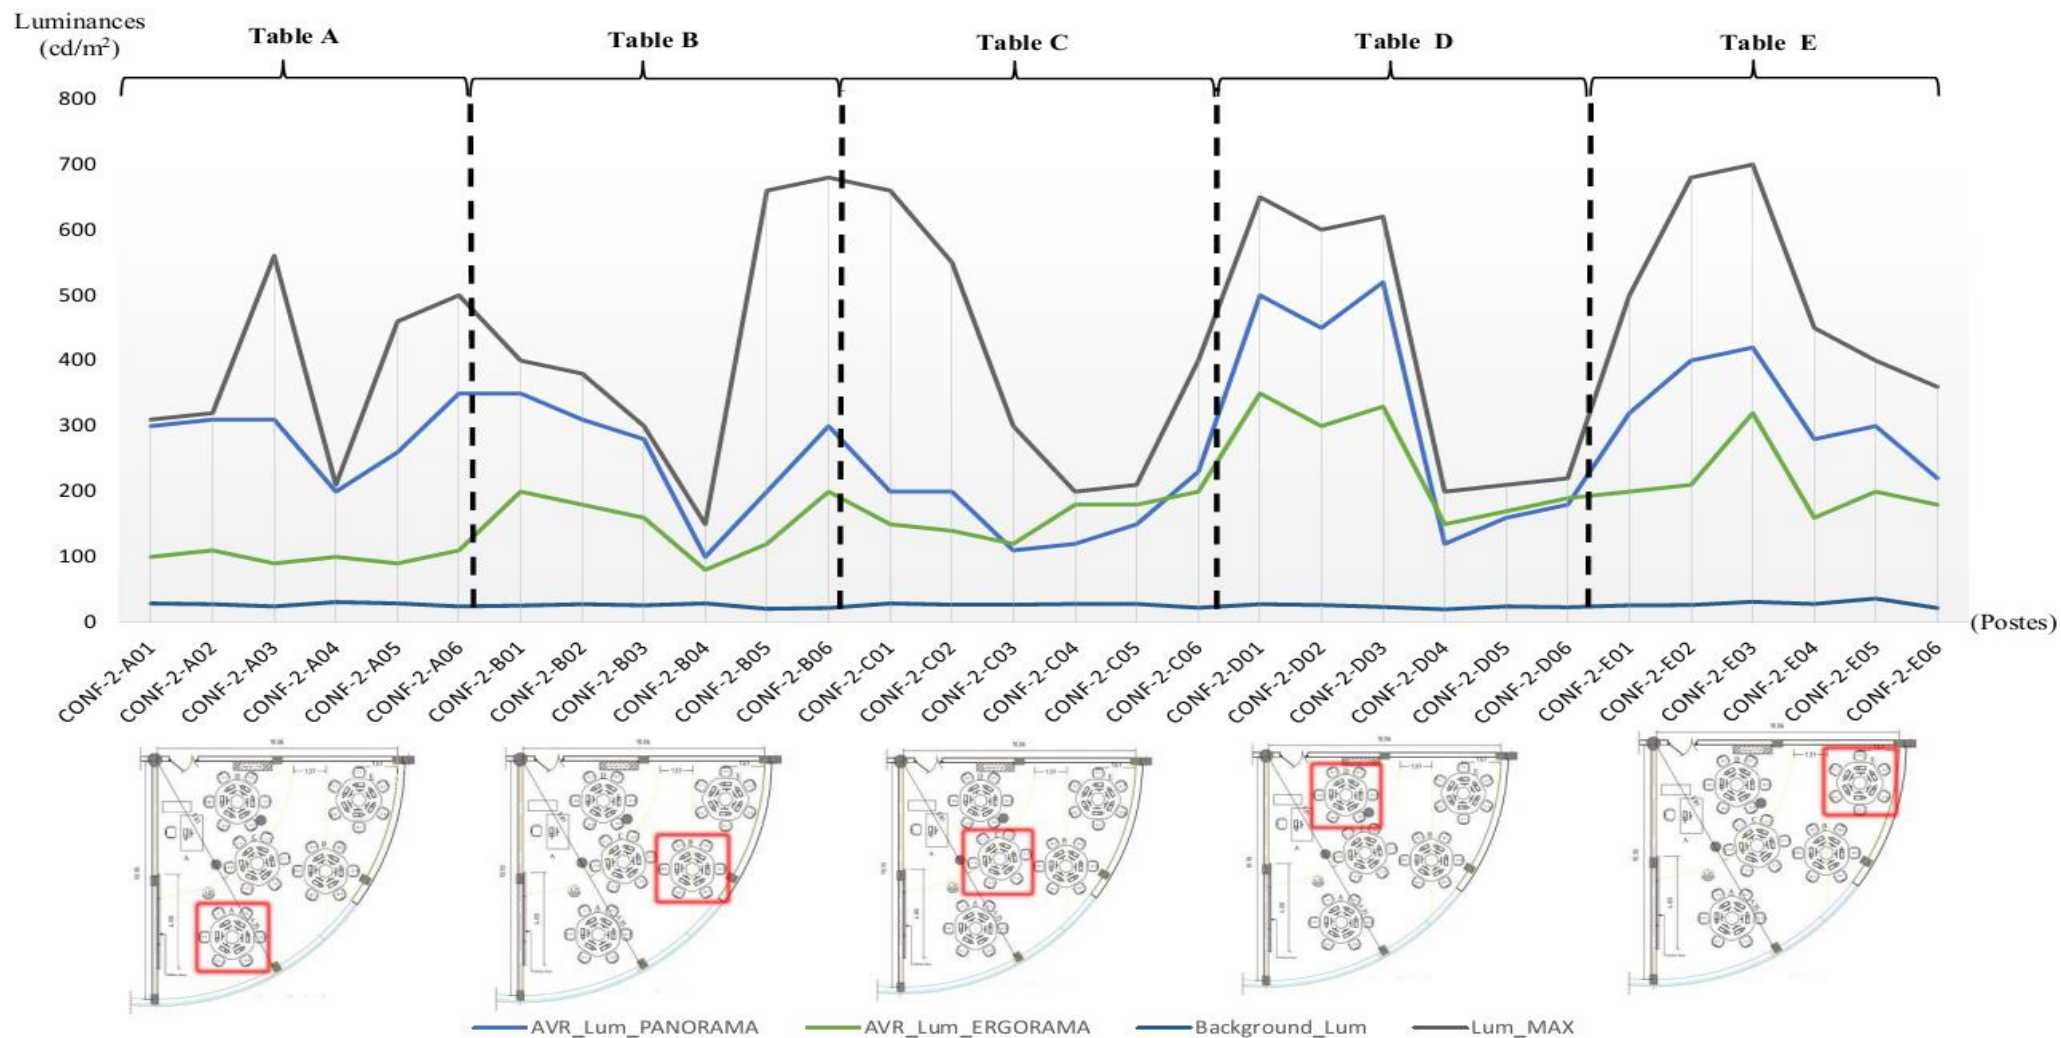 Luminances
(cd/m²)
Table A
Table B
Table C
Table D
Table E
800
700
600
500
400
300
200
100
0
(Postes)
CONF-2-A01
CONF-2-A02
CONF-2-A03
CONF-2-A04
CONF-2-A05
CONF-2-A06
CONF-2-B01
CONF-2-B02
CONF-2-B03
CONF-2-B04
CONF-2-B05
CONF-2-B06
CONF-2-C01
CONF-2-C02
CONF-2-C03
CONF-2-C04
CONF-2-C05
CONF-2-C06
CONF-2-D01
CONF-2-D02
CONF-2-D03
CONF-2-D04
CONF-2-D05
CONF-2-D06
CONF-2-E01
CONF-2-E02
CONF-2-E03
CONF-2-E04
CONF-2-E05
CONF-2-E06
AVR_Lum_PANORAMA
AVR_Lum_ERGORAMA
Background_Lum
Lum_MAX